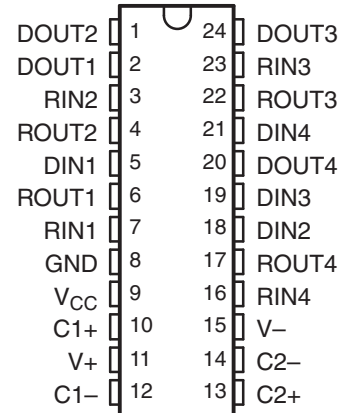 DOUT2 1 24 DOUT3
DOUT1 2 23 RIN3
RIN2 3 22 ROUT3
ROUT2 4 21 DIN4
DIN1 5 20 DOUT4
ROUT1 6 19 DIN3
RIN1 7 18 DIN2
GND 8 17 ROUT4
VCC 9 16 RIN4
C1+ 10 15 V–
V+ 11 14 C2–
C1– 12 13 C2+